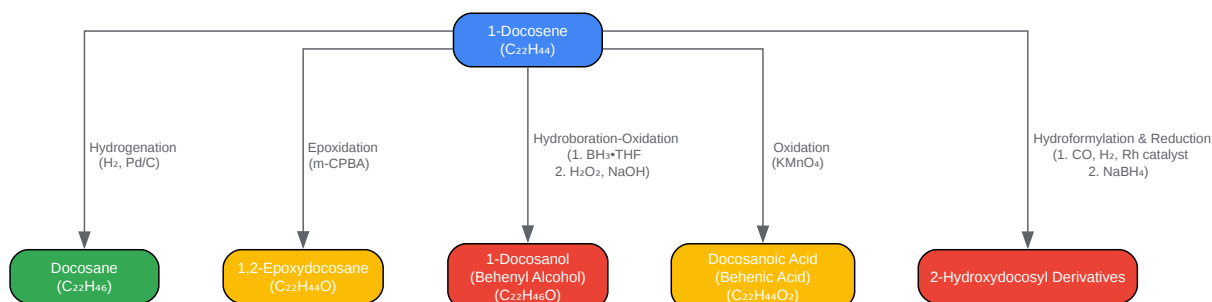 1-Docosene
(C₂₂H₄₄)
Hydrogenation
(H₂, Pd/C)
Epoxidation
(m-CPBA)
Hydroboration-Oxidation
(1. BH₃•THF
2. H₂O₂, NaOH)
Oxidation
(KMnO₄)
Hydroformylation & Reduction
(1. CO, H₂, Rh catalyst
2. NaBH₄)
Docosane
(C₂₂H₄₆)
1,2-Epoxydocosane
(C₂₂H₄₄O)
1-Docosanol
(Behenyl Alcohol)
(C₂₂H₄₆O)
Docosanoic Acid
(Behenic Acid)
(C₂₂H₄₄O₂)
2-Hydroxydocosyl Derivatives